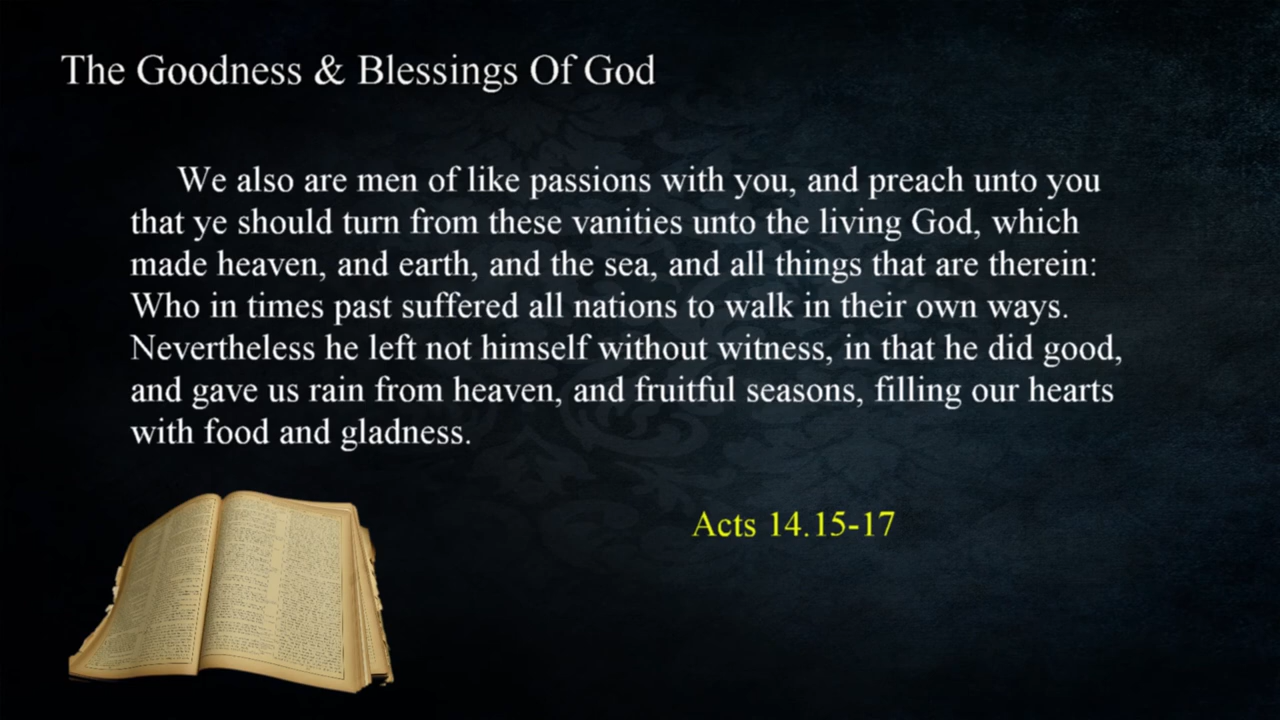 The Goodness & Blessings Of God
We also are men of like passions with you, and preach unto you
that ye should turn from these vanities unto the living God, which
made heaven, and earth, and the sea, and all things that are therein:
Who in times past suffered all nations to walk in their own ways.
Nevertheless he left not himself without witness, in that he did good,
and gave us rain from heaven, and fruitful seasons, filling our hearts
with food and gladness.
Acts 14.15-17